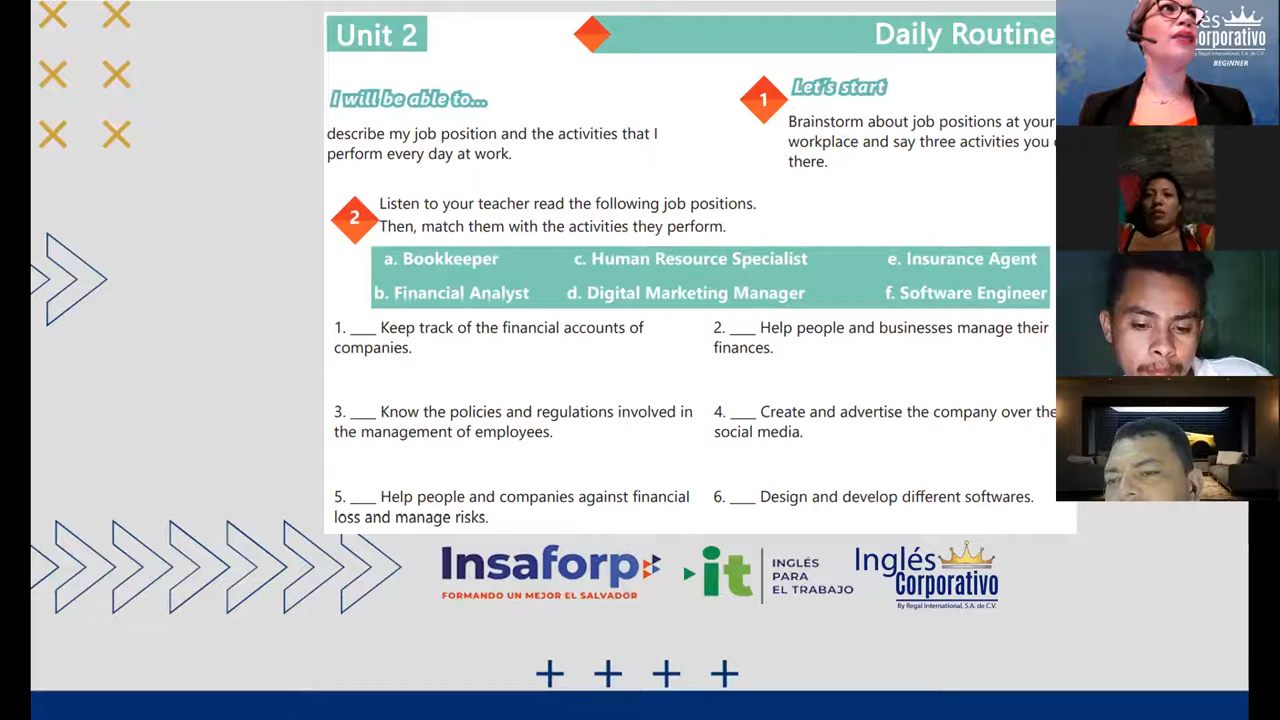 Unit 2
Daily Routine
I will be able to...
describe my job position and the activities that I
perform every day at work.
1
Let's start
Brainstorm about job positions at your
workplace and say three activities you
there.
2
Listen to your teacher read the following job positions.
Then, match them with the activities they perform.
a. Bookkeeper
c. Human Resource Specialist
e. Insurance Agent
b. Financial Analyst
d. Digital Marketing Manager
f. Software Engineer
1. ___ Keep track of the financial accounts of
companies.
2. ___ Help people and businesses manage their
finances.
3. ___ Know the policies and regulations involved in
the management of employees.
4. ___ Create and advertise the company over the
social media.
5. ___ Help people and companies against financial
loss and manage risks.
6. ___ Design and develop different softwares.
Insaforp
FORMANDO UN MEJOR EL SALVADOR
it
INGLÉS
PARA
EL TRABAJO
Inglés
Corporativo
By Regal International, S.A. de C.V.
és
orporativo
By Regal International, S.A. de C.V.
BEGINNER